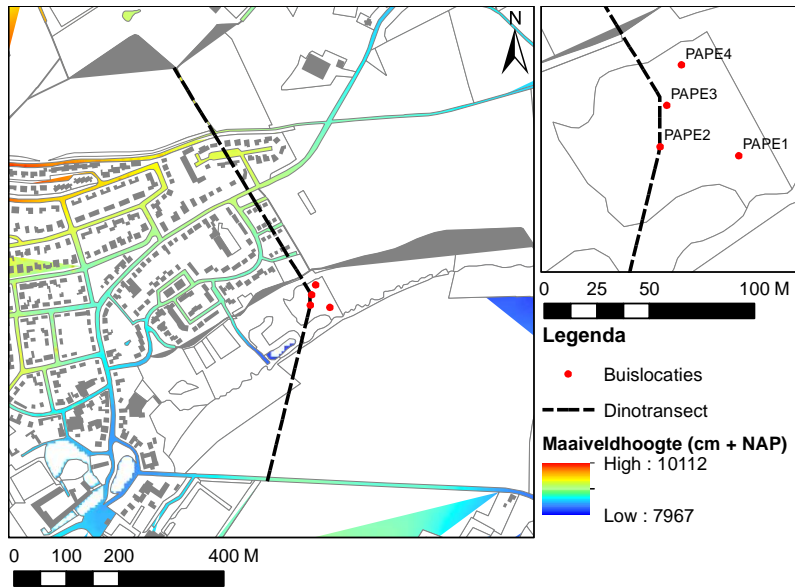 N
PAPE4
PAPE3
PAPE2
PAPE1
0 25 50 100 M
Legenda
Buislocaties
Dinotransect
Maaiveldhoogte (cm + NAP)
High : 10112
Low : 7967
0 100 200 400 M